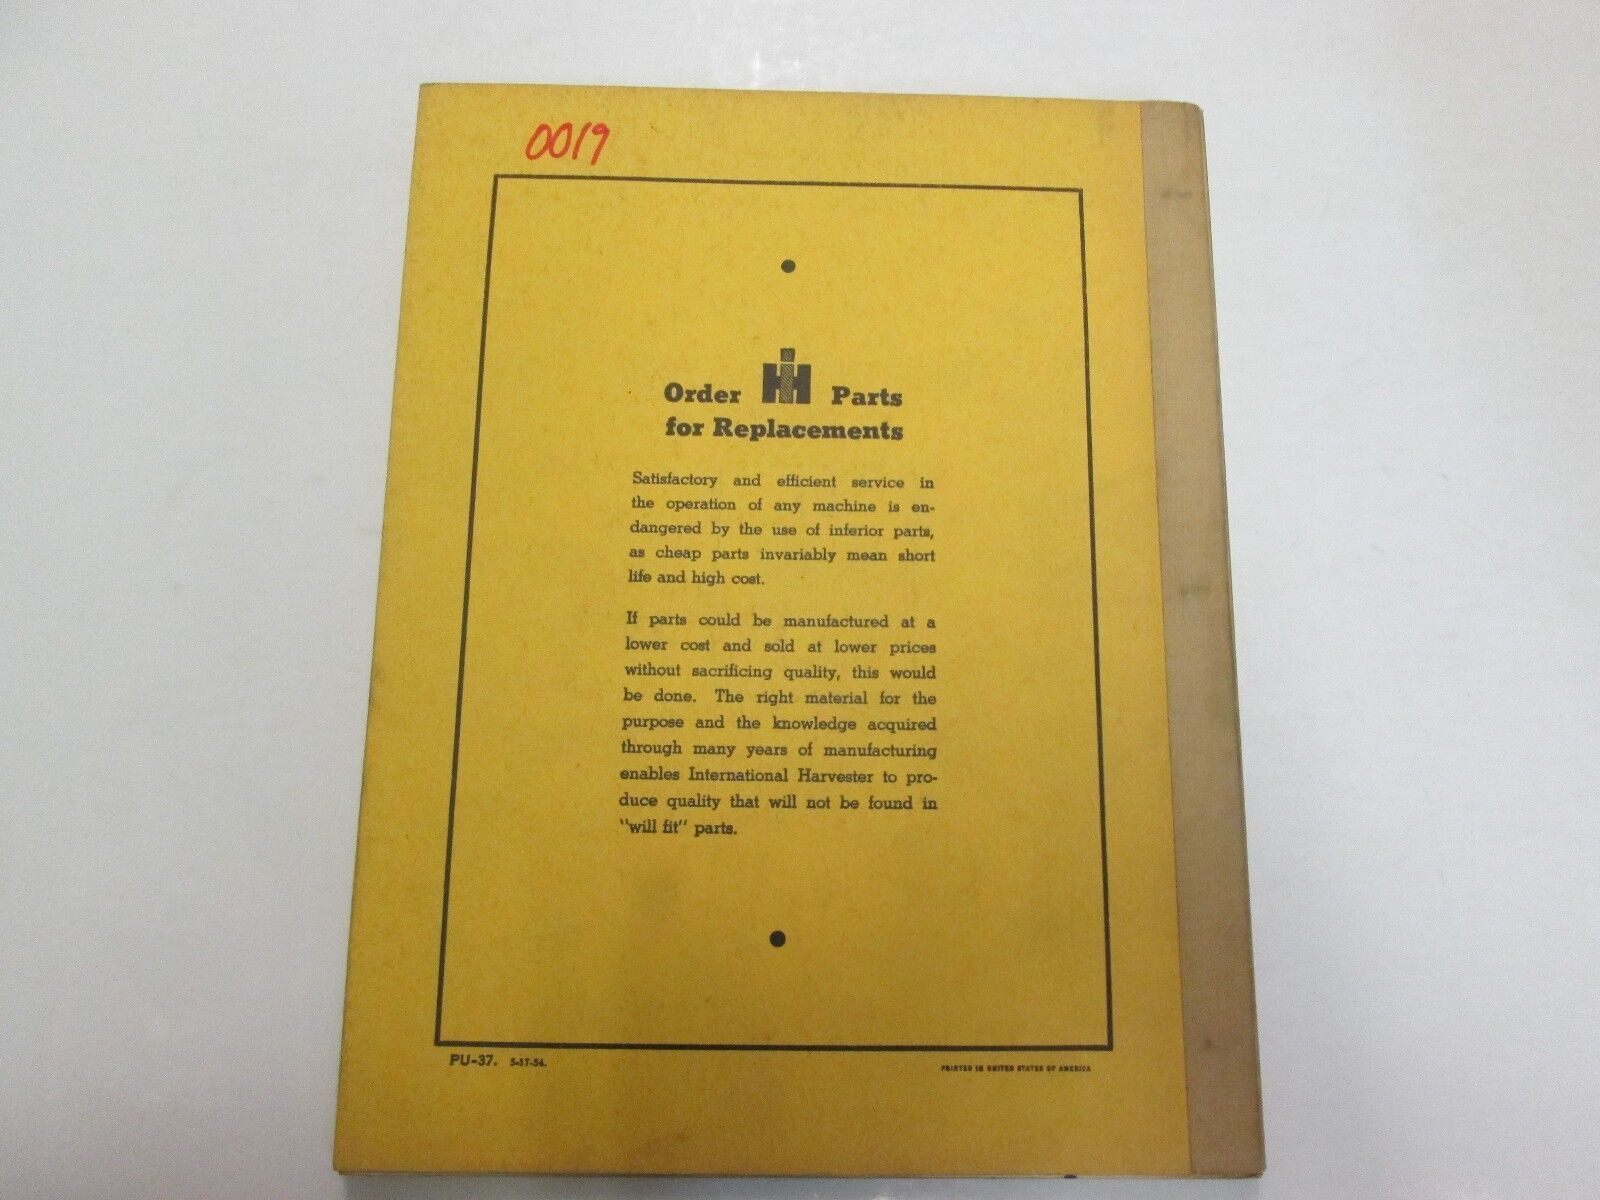 0019
Order IH Parts
for Replacements
Satisfactory and efficient service in
the operation of any machine is en-
dangered by the use of inferior parts,
as cheap parts invariably mean short
life and high cost.
If parts could be manufactured at a
lower cost and sold at lower prices
without sacrificing quality, this would
be done. The right material for the
purpose and the knowledge acquired
through many years of manufacturing
enables International Harvester to pro-
duce quality that will not be found in
"will fit" parts.
PU-37. 5-17-54.
PRINTED IN UNITED STATES OF AMERICA